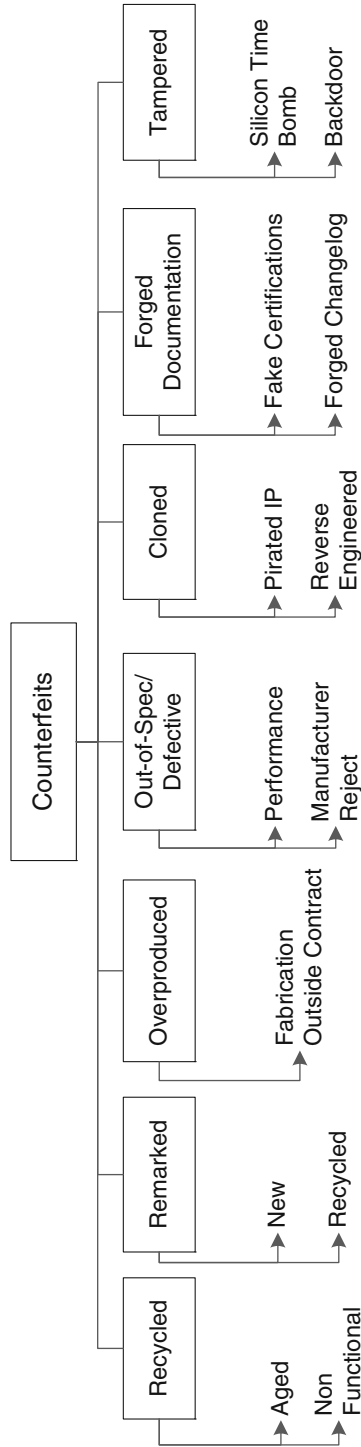 Counterfeits
Recycled
Aged
Non
Functional
Remarked
New
Recycled
Overproduced
Fabrication
Outside Contract
Out-of-Spec/
Defective
Performance
Manufacturer
Reject
Cloned
Pirated IP
Reverse
Engineered
Forged
Documentation
Fake Certifications
Forged Changelog
Tampered
Silicon Time
Bomb
Backdoor